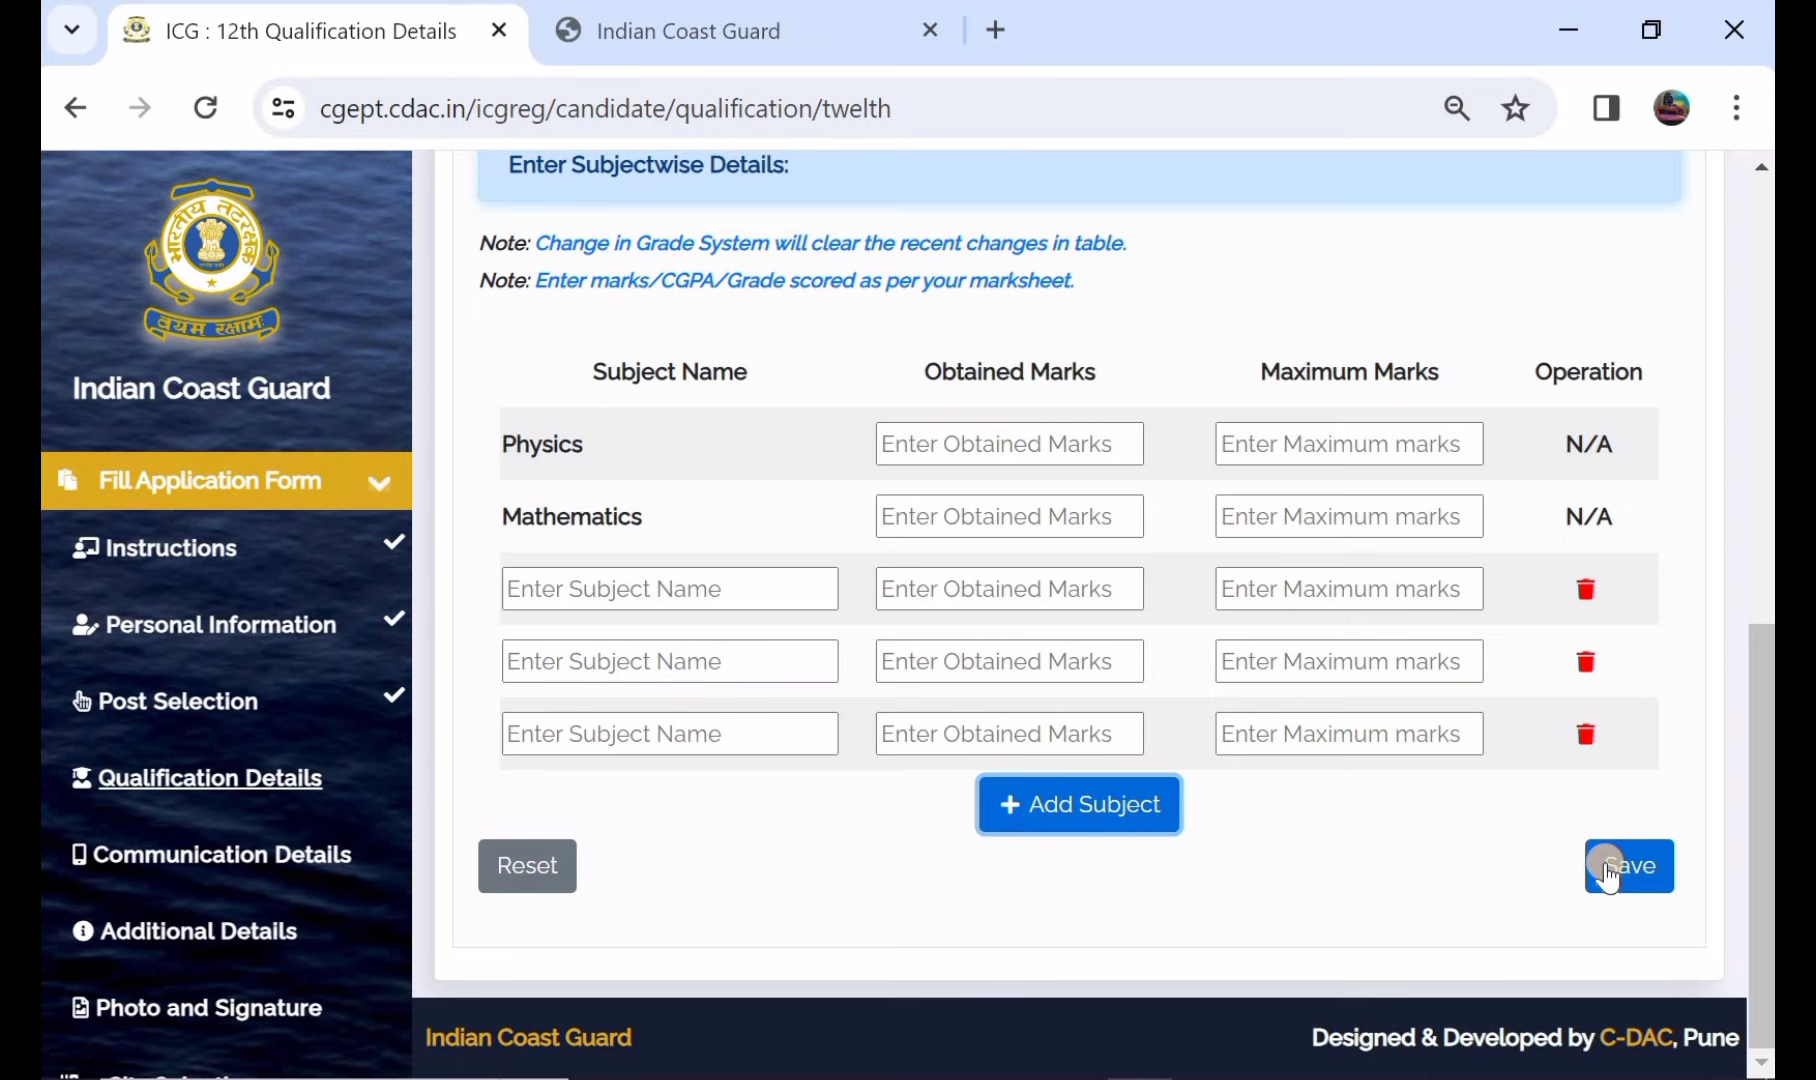 ICG : 12th Qualification Details
Indian Coast Guard
cgept.cdac.in/icgreg/candidate/qualification/twelth
भारतीय तटरक्षक
वयम् रक्षामः
Indian Coast Guard
Fill Application Form
Instructions
Personal Information
Post Selection
Qualification Details
Communication Details
Additional Details
Photo and Signature
Enter Subjectwise Details:
Note: Change in Grade System will clear the recent changes in table.
Note: Enter marks/CGPA/Grade scored as per your marksheet.
Subject Name Obtained Marks Maximum Marks Operation
Physics Enter Obtained Marks Enter Maximum marks N/A
Mathematics Enter Obtained Marks Enter Maximum marks N/A
Enter Subject Name Enter Obtained Marks Enter Maximum marks
Enter Subject Name Enter Obtained Marks Enter Maximum marks
Enter Subject Name Enter Obtained Marks Enter Maximum marks
+ Add Subject
Reset Save
Indian Coast Guard Designed & Developed by C-DAC, Pune